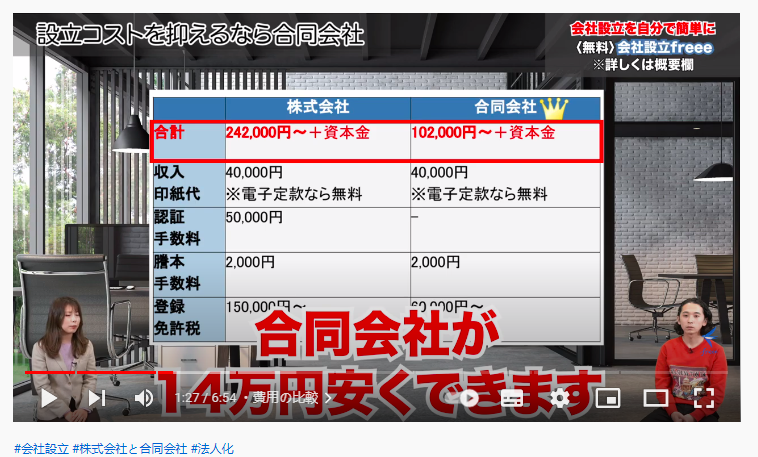 設立コストを抑えるなら合同会社
会社設立を自分で簡単に
〈無料〉会社設立freee
※詳しくは概要欄
株式会社 合同会社
合計 242,000円～＋資本金 102,000円～＋資本金
収入 40,000円 40,000円
印紙代 ※電子定款なら無料 ※電子定款なら無料
認証 50,000円 –
手数料
謄本 2,000円 2,000円
手数料
登録 150,000円～ 60,000円～
免許税
合同会社が
14万円安くできます
1:27 / 6:54 ・費用の比較
#会社設立 #株式会社と合同会社 #法人化